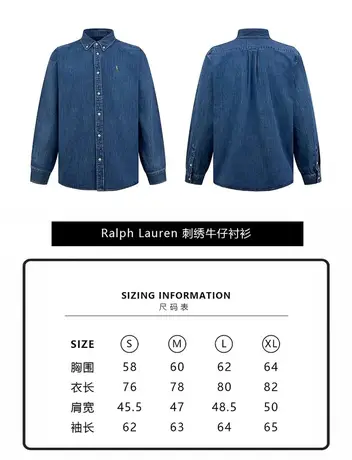 Ralph Lauren 刺绣牛仔衬衫
SIZING INFORMATION
尺码表
SIZE S M L XL
胸围 58 60 62 64
衣长 76 78 80 82
肩宽 45.5 47 48.5 50
袖长 62 63 64 65